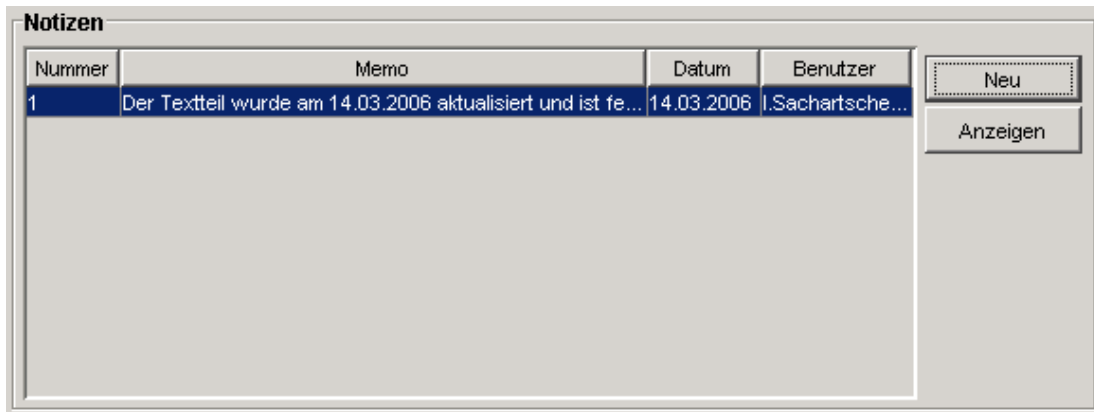 Notizen
Nummer Memo Datum Benutzer
1 Der Textteil wurde am 14.03.2006 aktualisiert und ist fe... 14.03.2006 I.Sachartsche...
Neu
Anzeigen